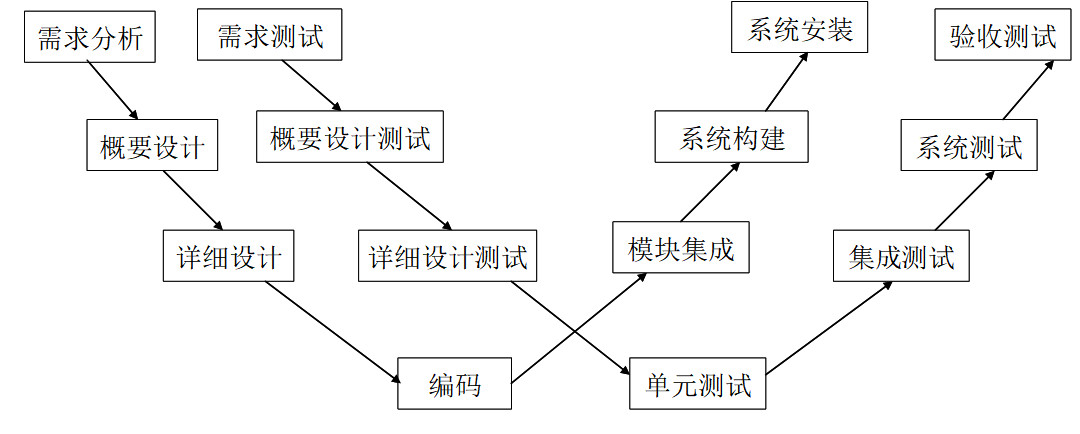 需求分析
需求测试
系统安装
验收测试
概要设计
概要设计测试
系统构建
系统测试
详细设计
详细设计测试
模块集成
集成测试
编码
单元测试